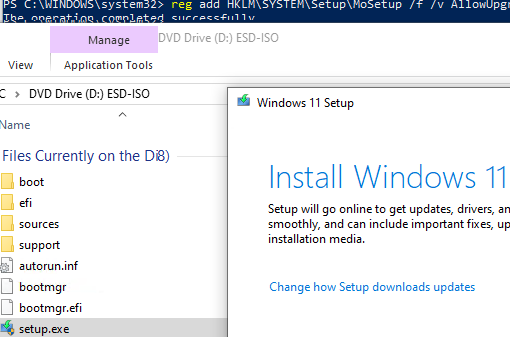 PS C:\WINDOWS\system32> reg add HKLM\SYSTEM\Setup\MoSetup /f /v AllowUpgr
The operation completed successfully
Manage
DVD Drive (D:) ESD-ISO
View
Application Tools
C > DVD Drive (D:) ESD-ISO
Name
Files Currently on the Di8)
boot
efi
sources
support
autorun.inf
bootmgr
bootmgr.efi
setup.exe
Windows 11 Setup
Install Windows 11
Setup will go online to get updates, drivers, an
smoothly, and can include important fixes, up
installation media.
Change how Setup downloads updates